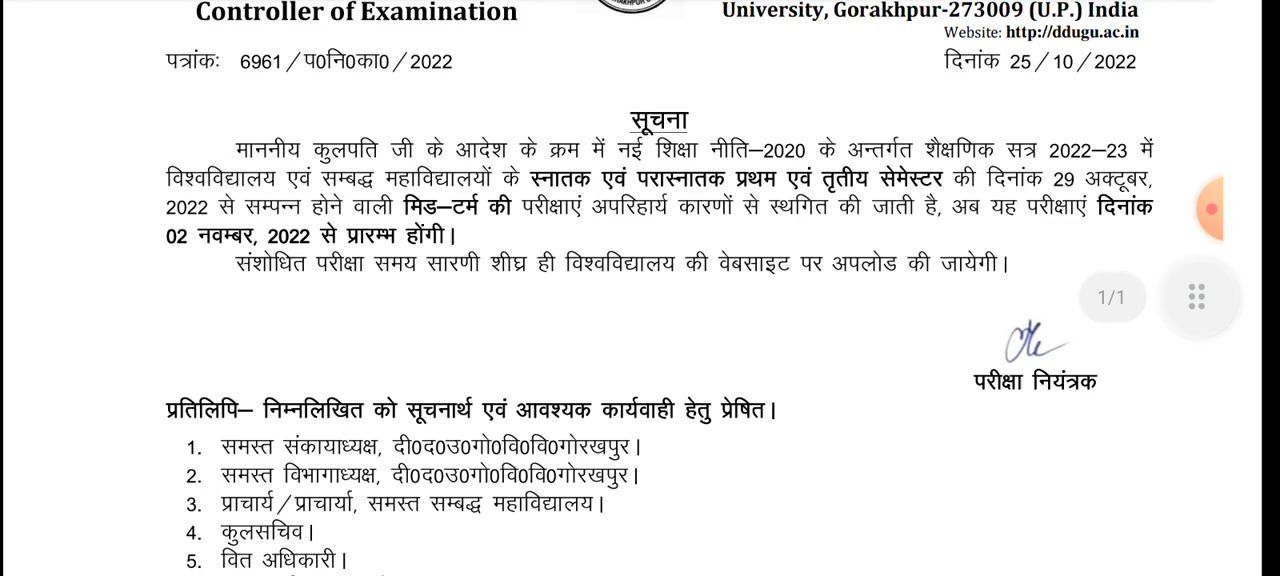 Controller of Examination
University, Gorakhpur-273009 (U.P.) India
Website: http://ddugu.ac.in
पत्रांकः 6961/प0नि0का0/2022
दिनांक 25/10/2022
सूचना
माननीय कुलपति जी के आदेश के क्रम में नई शिक्षा नीति–2020 के अन्तर्गत शैक्षणिक सत्र 2022–23 में
विश्वविद्यालय एवं सम्बद्ध महाविद्यालयों के स्नातक एवं परास्नातक प्रथम एवं तृतीय सेमेस्टर की दिनांक 29 अक्टूबर,
2022 से सम्पन्न होने वाली मिड–टर्म की परीक्षाएं अपरिहार्य कारणों से स्थगित की जाती है, अब यह परीक्षाएं दिनांक
02 नवम्बर, 2022 से प्रारम्भ होंगी।
संशोधित परीक्षा समय सारणी शीघ्र ही विश्वविद्यालय की वेबसाइट पर अपलोड की जायेगी।
1/1
परीक्षा नियंत्रक
प्रतिलिपि– निम्नलिखित को सूचनार्थ एवं आवश्यक कार्यवाही हेतु प्रेषित।
1. समस्त संकायाध्यक्ष, दी0द0उ0गो0वि0वि0गोरखपुर।
2. समस्त विभागाध्यक्ष, दी0द0उ0गो0वि0वि0गोरखपुर।
3. प्राचार्य/प्राचार्या, समस्त सम्बद्ध महाविद्यालय।
4. कुलसचिव।
5. वित अधिकारी।